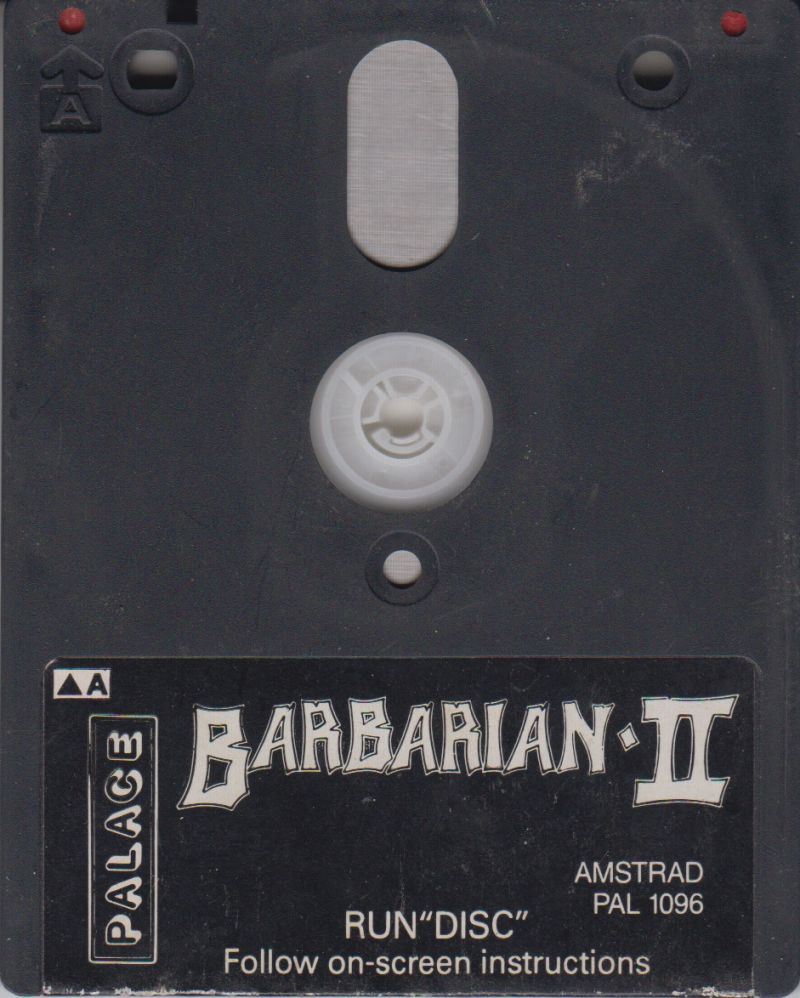 A
▲A
PALACE
BARBARIAN·II
AMSTRAD
PAL 1096
RUN"DISC"
Follow on-screen instructions